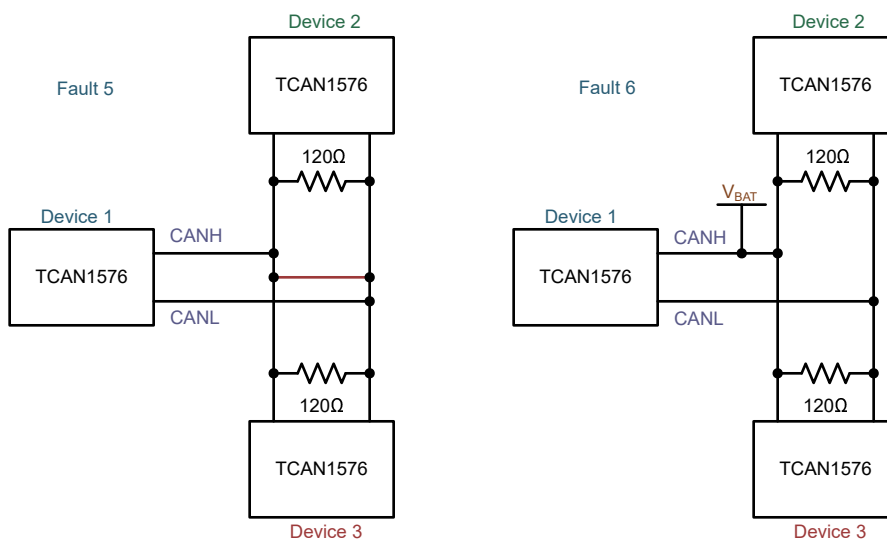 Device 2
TCAN1576
Fault 5
120Ω
Device 1
CANH
TCAN1576
CANL
120Ω
TCAN1576
Device 3
Device 2
TCAN1576
Fault 6
120Ω
VBAT
Device 1
CANH
TCAN1576
CANL
120Ω
TCAN1576
Device 3